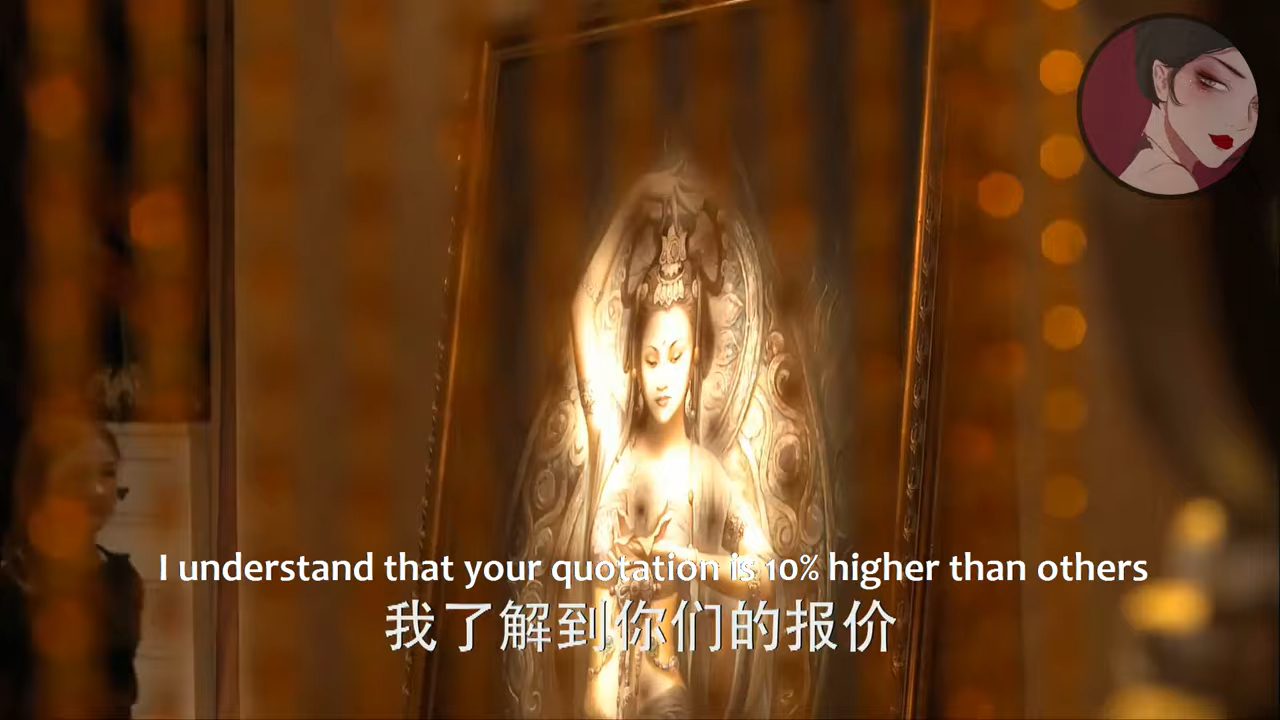 I understand that your quotation is 10% higher than others
我了解到你们的报价